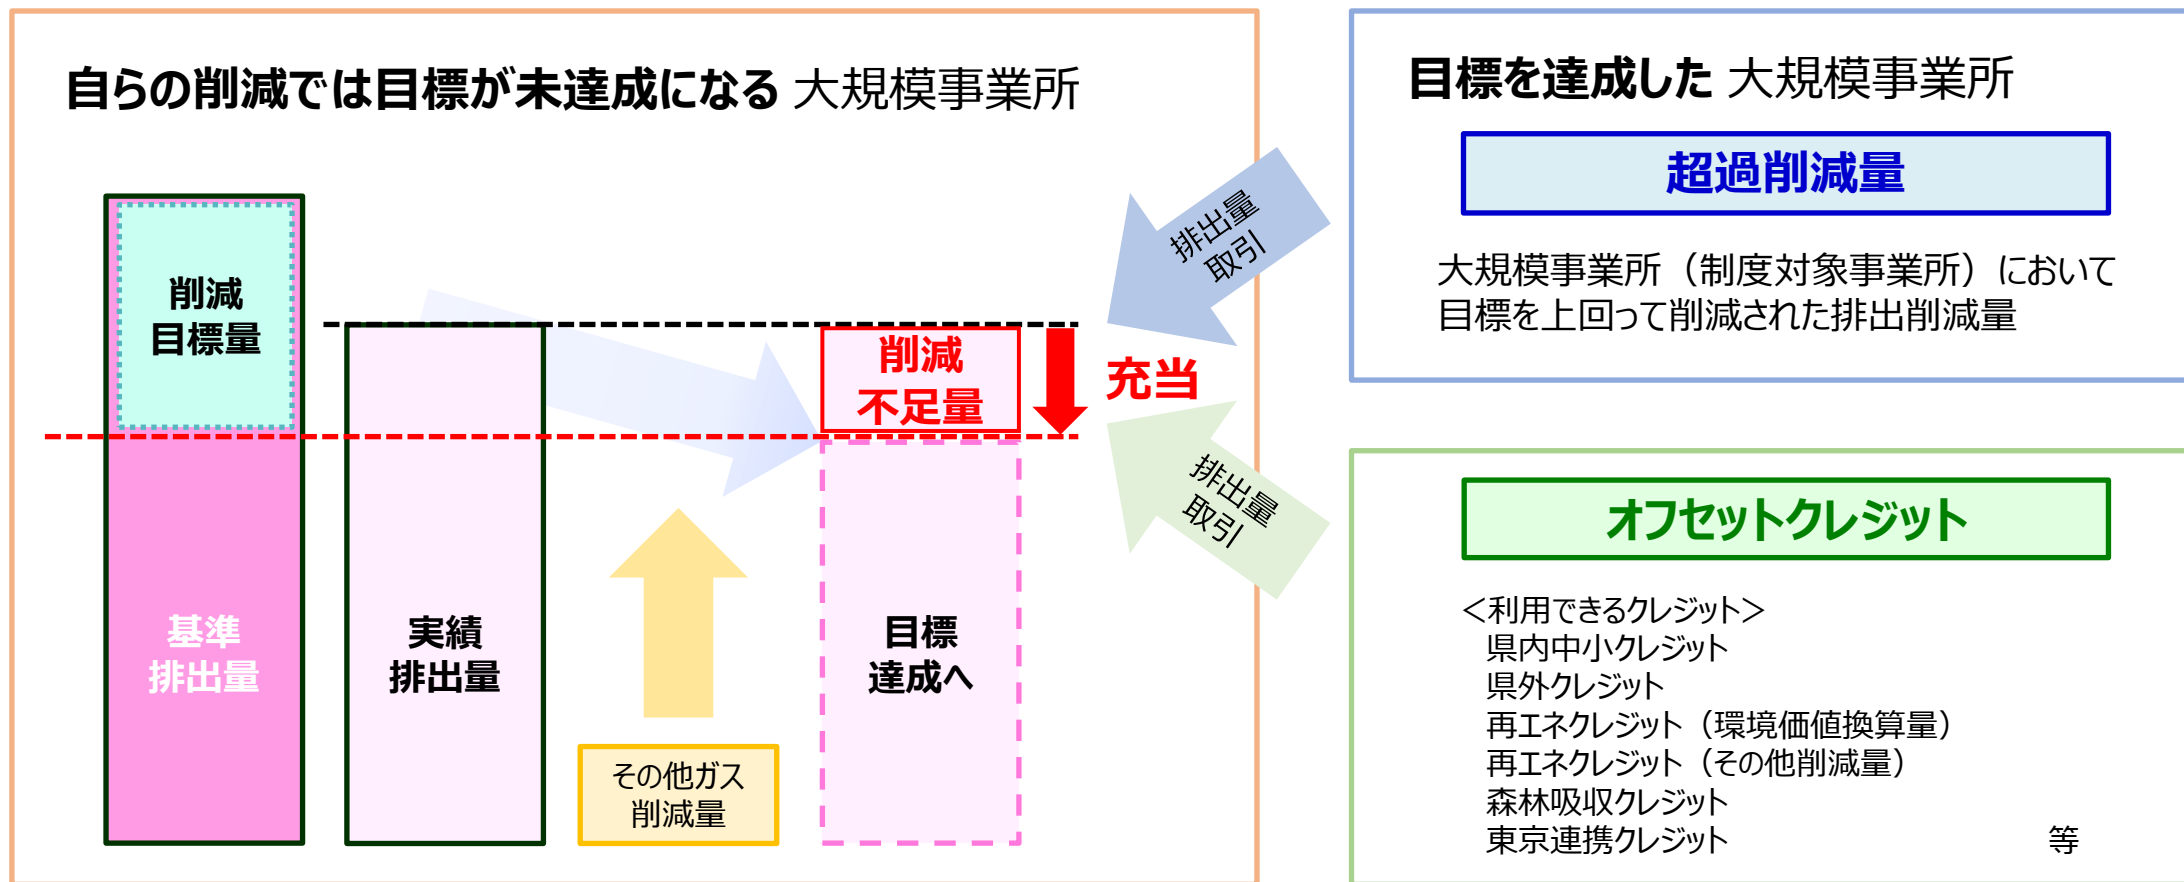 自らの削減では目標が未達成になる 大規模事業所
削減
目標量
基準
排出量
実績
排出量
その他ガス
削減量
削減
不足量
目標
達成へ
充当
排出量
取引
排出量
取引
目標を達成した 大規模事業所
超過削減量
大規模事業所（制度対象事業所）において
目標を上回って削減された排出削減量
オフセットクレジット
＜利用できるクレジット＞
県内中小クレジット
県外クレジット
再エネクレジット（環境価値換算量）
再エネクレジット（その他削減量）
森林吸収クレジット
東京連携クレジット 等